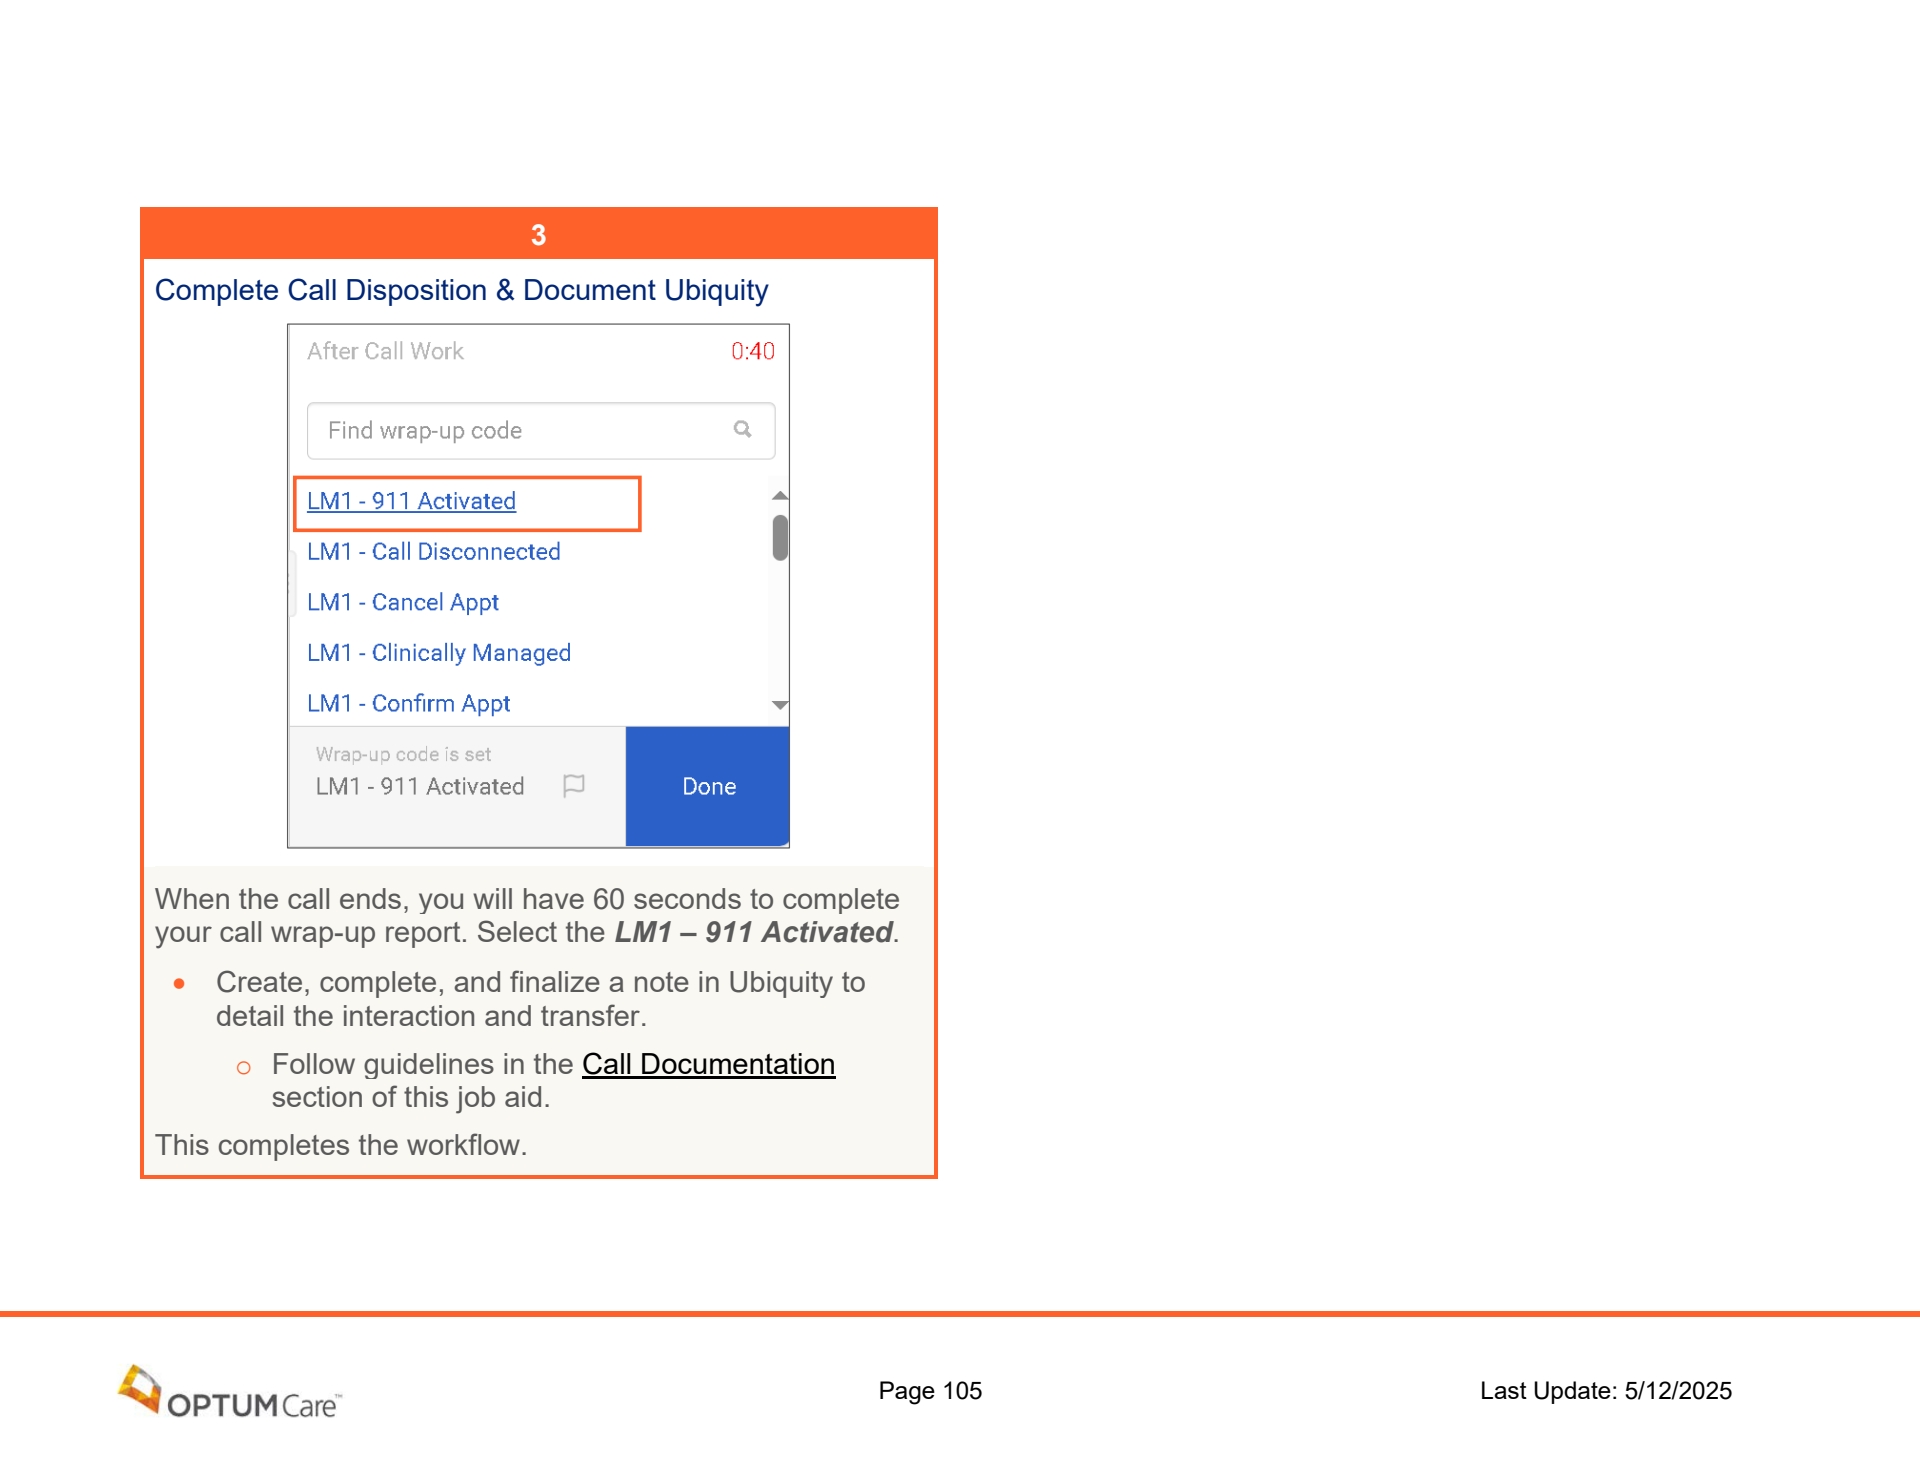 3
Complete Call Disposition & Document Ubiquity
After Call Work 0:40
Find wrap-up code
LM1 - 911 Activated
LM1 - Call Disconnected
LM1 - Cancel Appt
LM1 - Clinically Managed
LM1 - Confirm Appt
Wrap-up code is set
LM1 - 911 Activated
Done
When the call ends, you will have 60 seconds to complete
your call wrap-up report. Select the LM1 – 911 Activated.
• Create, complete, and finalize a note in Ubiquity to
detail the interaction and transfer.
o Follow guidelines in the Call Documentation
section of this job aid.
This completes the workflow.
OPTUMCare™
Page 105
Last Update: 5/12/2025